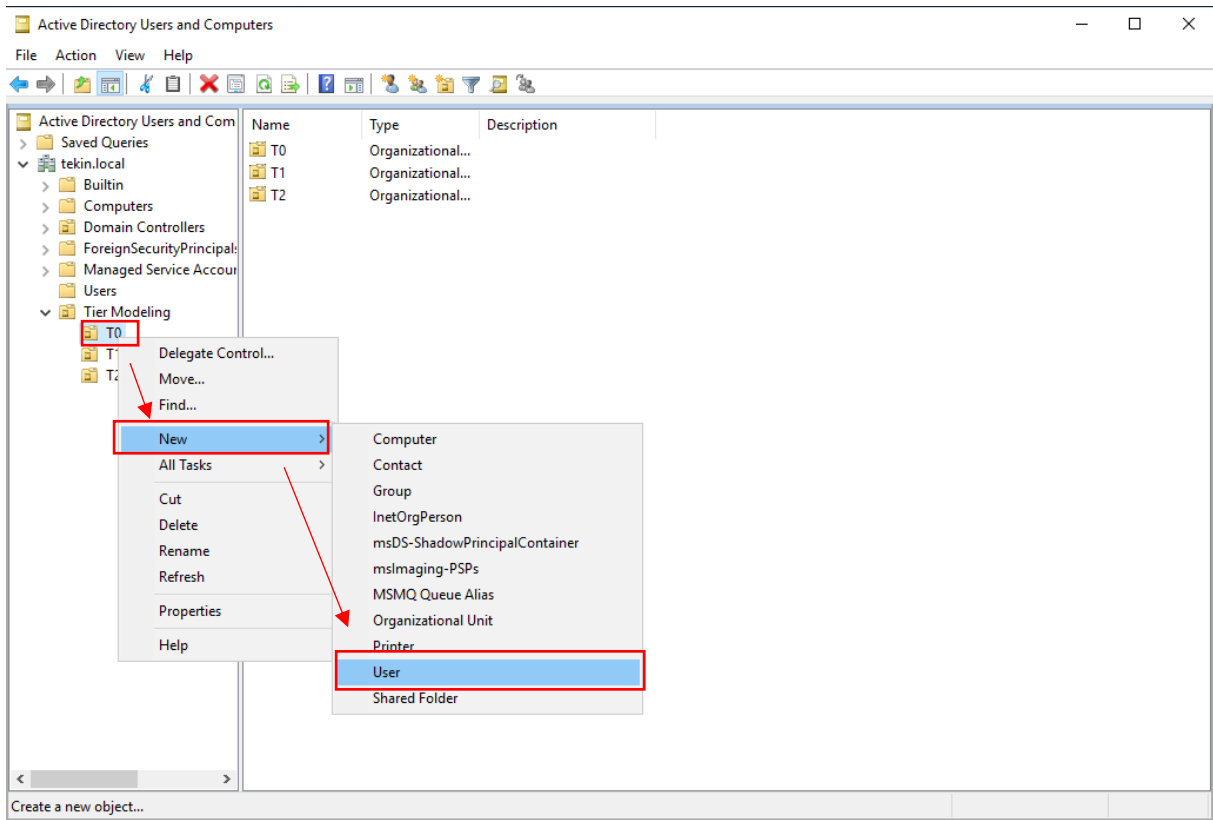 Active Directory Users and Computers
File Action View Help
Active Directory Users and Com
Saved Queries
tekin.local
Builtin
Computers
Domain Controllers
ForeignSecurityPrincipals
Managed Service Accour
Users
Tier Modeling
T0
T1
T2
Name Type Description
T0 Organizational...
T1 Organizational...
T2 Organizational...
Delegate Control...
Move...
Find...
New
All Tasks
Cut
Delete
Rename
Refresh
Properties
Help
Computer
Contact
Group
InetOrgPerson
msDS-ShadowPrincipalContainer
msImaging-PSPs
MSMQ Queue Alias
Organizational Unit
Printer
User
Shared Folder
Create a new object...